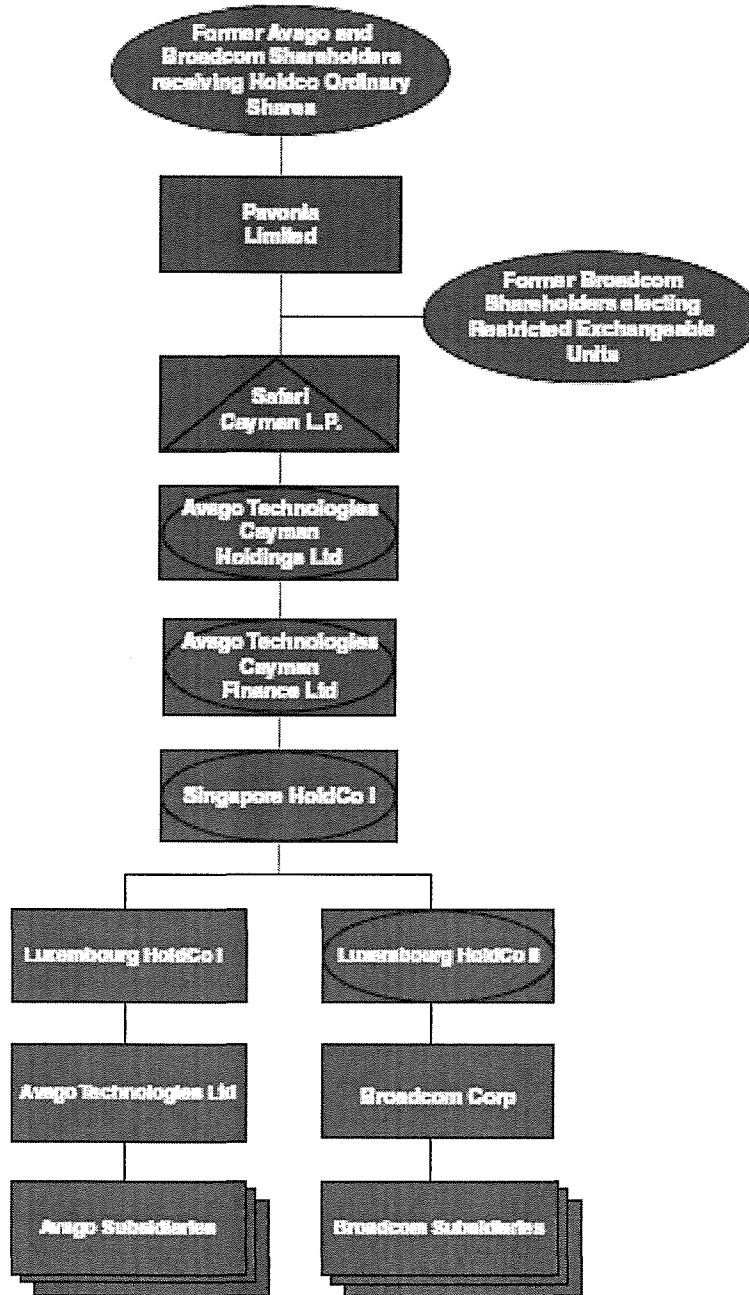 Former Avago and
Broadcom Shareholders
receiving Holdco Ordinary
Shares
Pavonia
Limited
Former Broadcom
Shareholders electing
Restricted Exchangeable
Units
Safari
Cayman L.P.
Avago Technologies
Cayman
Holdings Ltd
Avago Technologies
Cayman
Finance Ltd
Singapore HoldCo I
Luxembourg HoldCo I
Luxembourg HoldCo II
Avago Technologies Ltd
Broadcom Corp
Avago Subsidiaries
Broadcom Subsidiaries